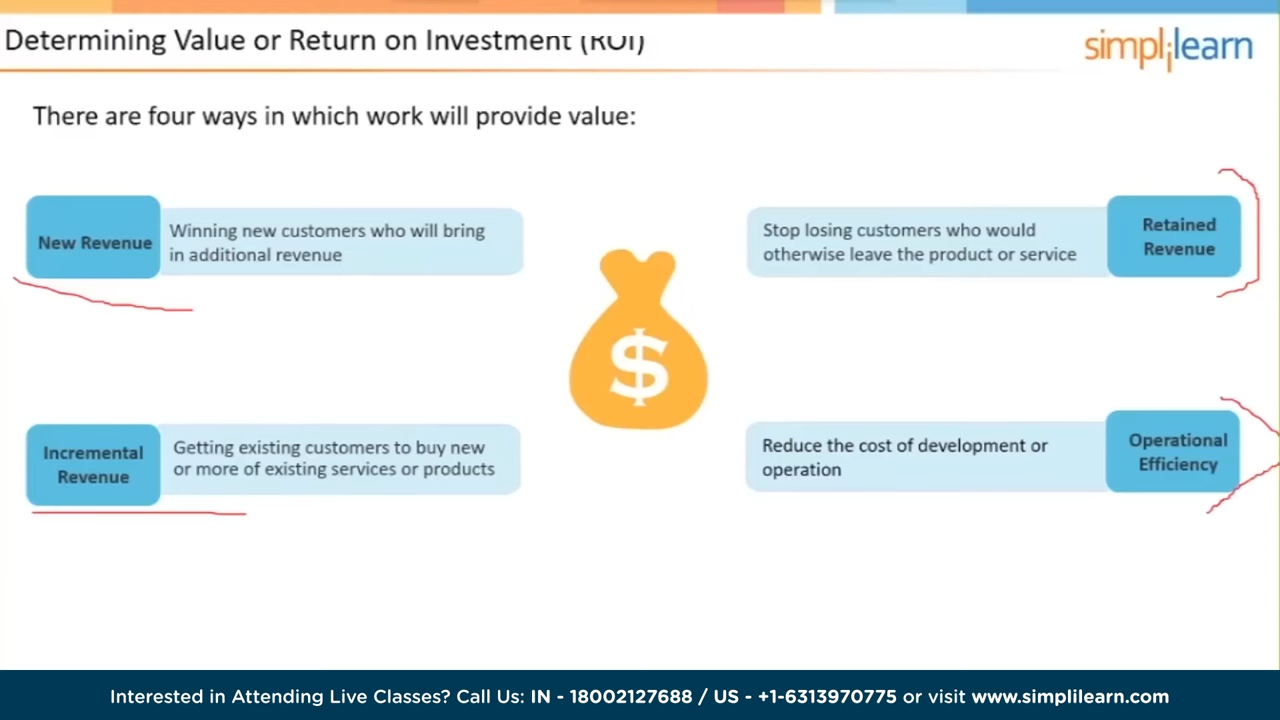 Determining Value or Return on Investment (ROI)
simplilearn
There are four ways in which work will provide value:
New Revenue
Winning new customers who will bring
in additional revenue
Stop losing customers who would
otherwise leave the product or service
Retained
Revenue
$
Incremental
Revenue
Getting existing customers to buy new
or more of existing services or products
Reduce the cost of development or
operation
Operational
Efficiency
Interested in Attending Live Classes? Call Us: IN - 18002127688 / US - +1-6313970775 or visit www.simplilearn.com